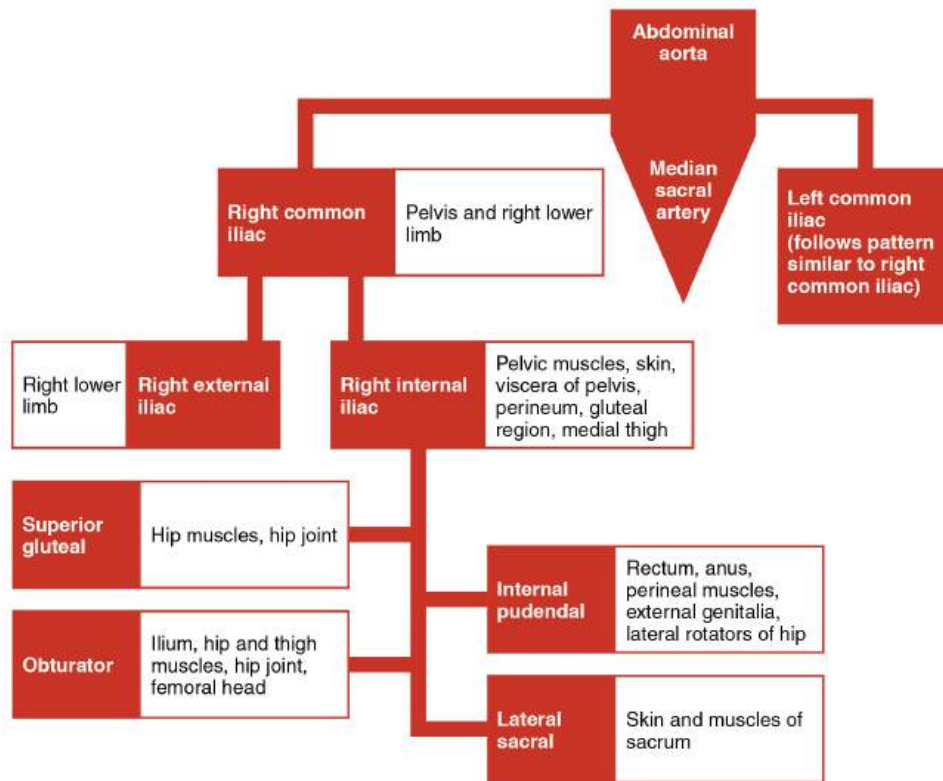 Abdominal
aorta
Median
sacral
artery
Left common
iliac
(follows pattern
similar to right
common iliac)
Right common
iliac
Pelvis and right lower
limb
Right lower
limb
Right external
iliac
Right internal
iliac
Pelvic muscles, skin,
viscera of pelvis,
perineum, gluteal
region, medial thigh
Superior
gluteal
Hip muscles, hip joint
Internal
pudendal
Rectum, anus,
perineal muscles,
external genitalia,
lateral rotators of hip
Obturator
Ilium, hip and thigh
muscles, hip joint,
femoral head
Lateral
sacral
Skin and muscles of
sacrum